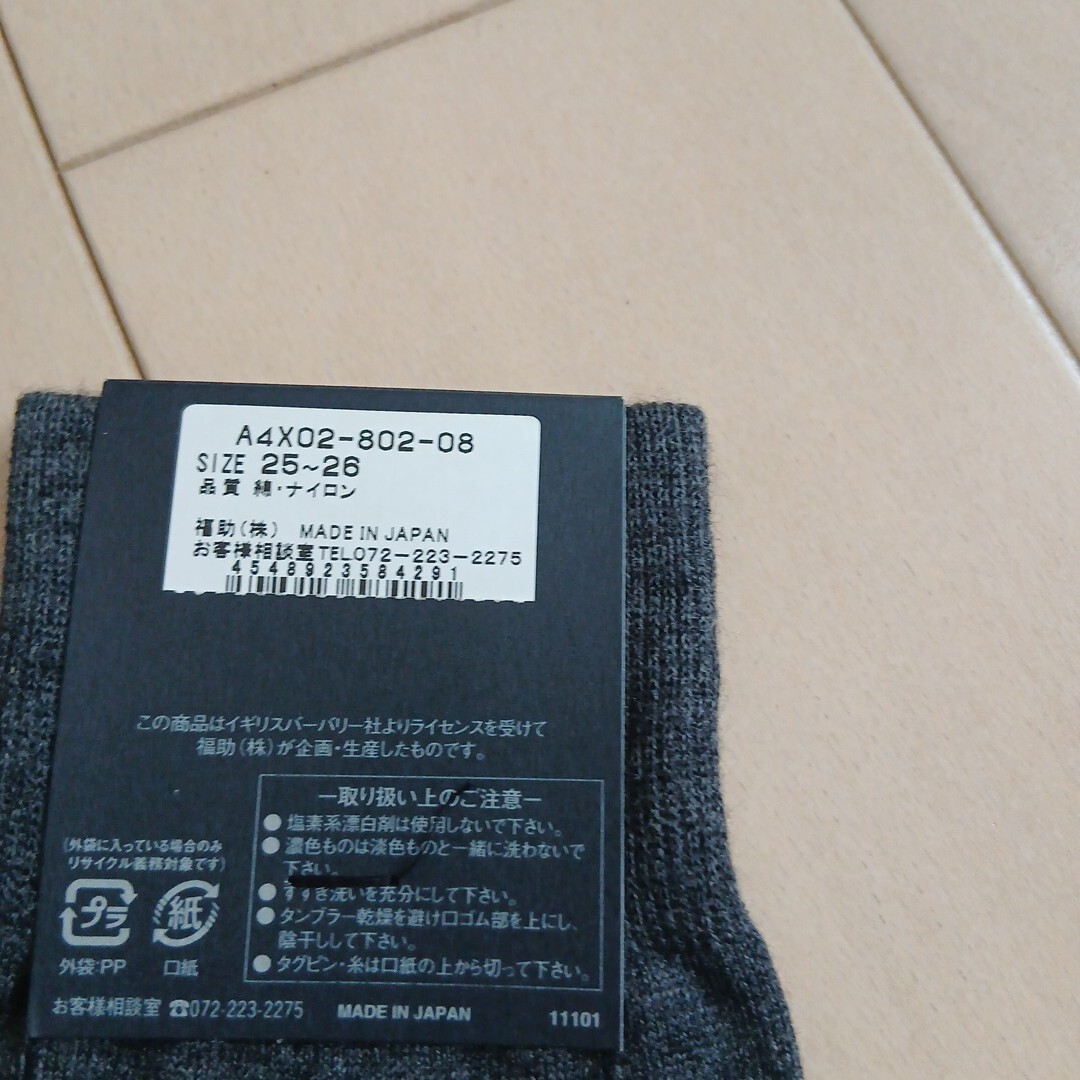 A4X02-802-08
SIZE 25~26
品質 綿・ナイロン
福助(株) MADE IN JAPAN
お客様相談室TEL072-223-2275
4548923584291
この商品はイギリスバーバリー社よりライセンスを受けて
福助(株)が企画・生産したものです。
ー取り扱い上のご注意ー
●塩素系漂白剤は使用しないで下さい。
●濃色ものは淡色ものと一緒に洗わないで
下さい。
●すすぎ洗いを充分にして下さい。
●タンブラー乾燥を避け口ゴム部を上にし、
陰干しして下さい。
●タグピン・糸は口紙の上から切って下さい。
(外袋に入っている場合のみ
リサイクル義務対象です)
プラ 紙
外袋:PP 口紙
お客様相談室 ☎072-223-2275 MADE IN JAPAN 11101